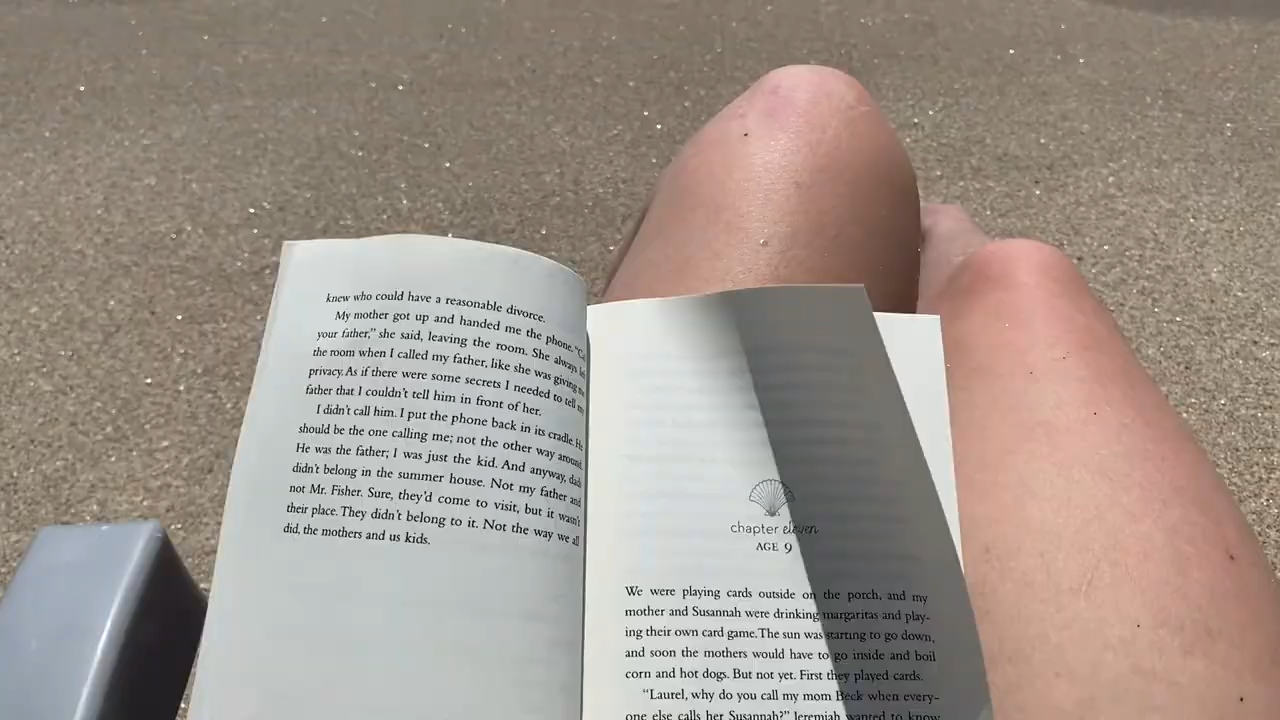 knew who could have a reasonable divorce.
My mother got up and handed me the phone.
your father,” she said, leaving the room. She always
the room when I called my father, like she was giving
privacy. As if there were some secrets I needed to tell
father that I couldn’t tell him in front of her.
I didn’t call him. I put the phone back in its cradle. He
should be the one calling me; not the other way around.
He was the father; I was just the kid. And anyway, dads
didn’t belong in the summer house. Not my father and
not Mr. Fisher. Sure, they’d come to visit, but it wasn’t
their place. They didn’t belong to it. Not the way we all
did, the mothers and us kids.
chapter eleven
AGE 9
We were playing cards outside on the porch, and my
mother and Susannah were drinking margaritas and play-
ing their own card game. The sun was starting to go down,
and soon the mothers would have to go inside and boil
corn and hot dogs. But not yet. First they played cards.
“Laurel, why do you call my mom Beck when every-
one else calls her Susannah?” Jeremiah wanted to know